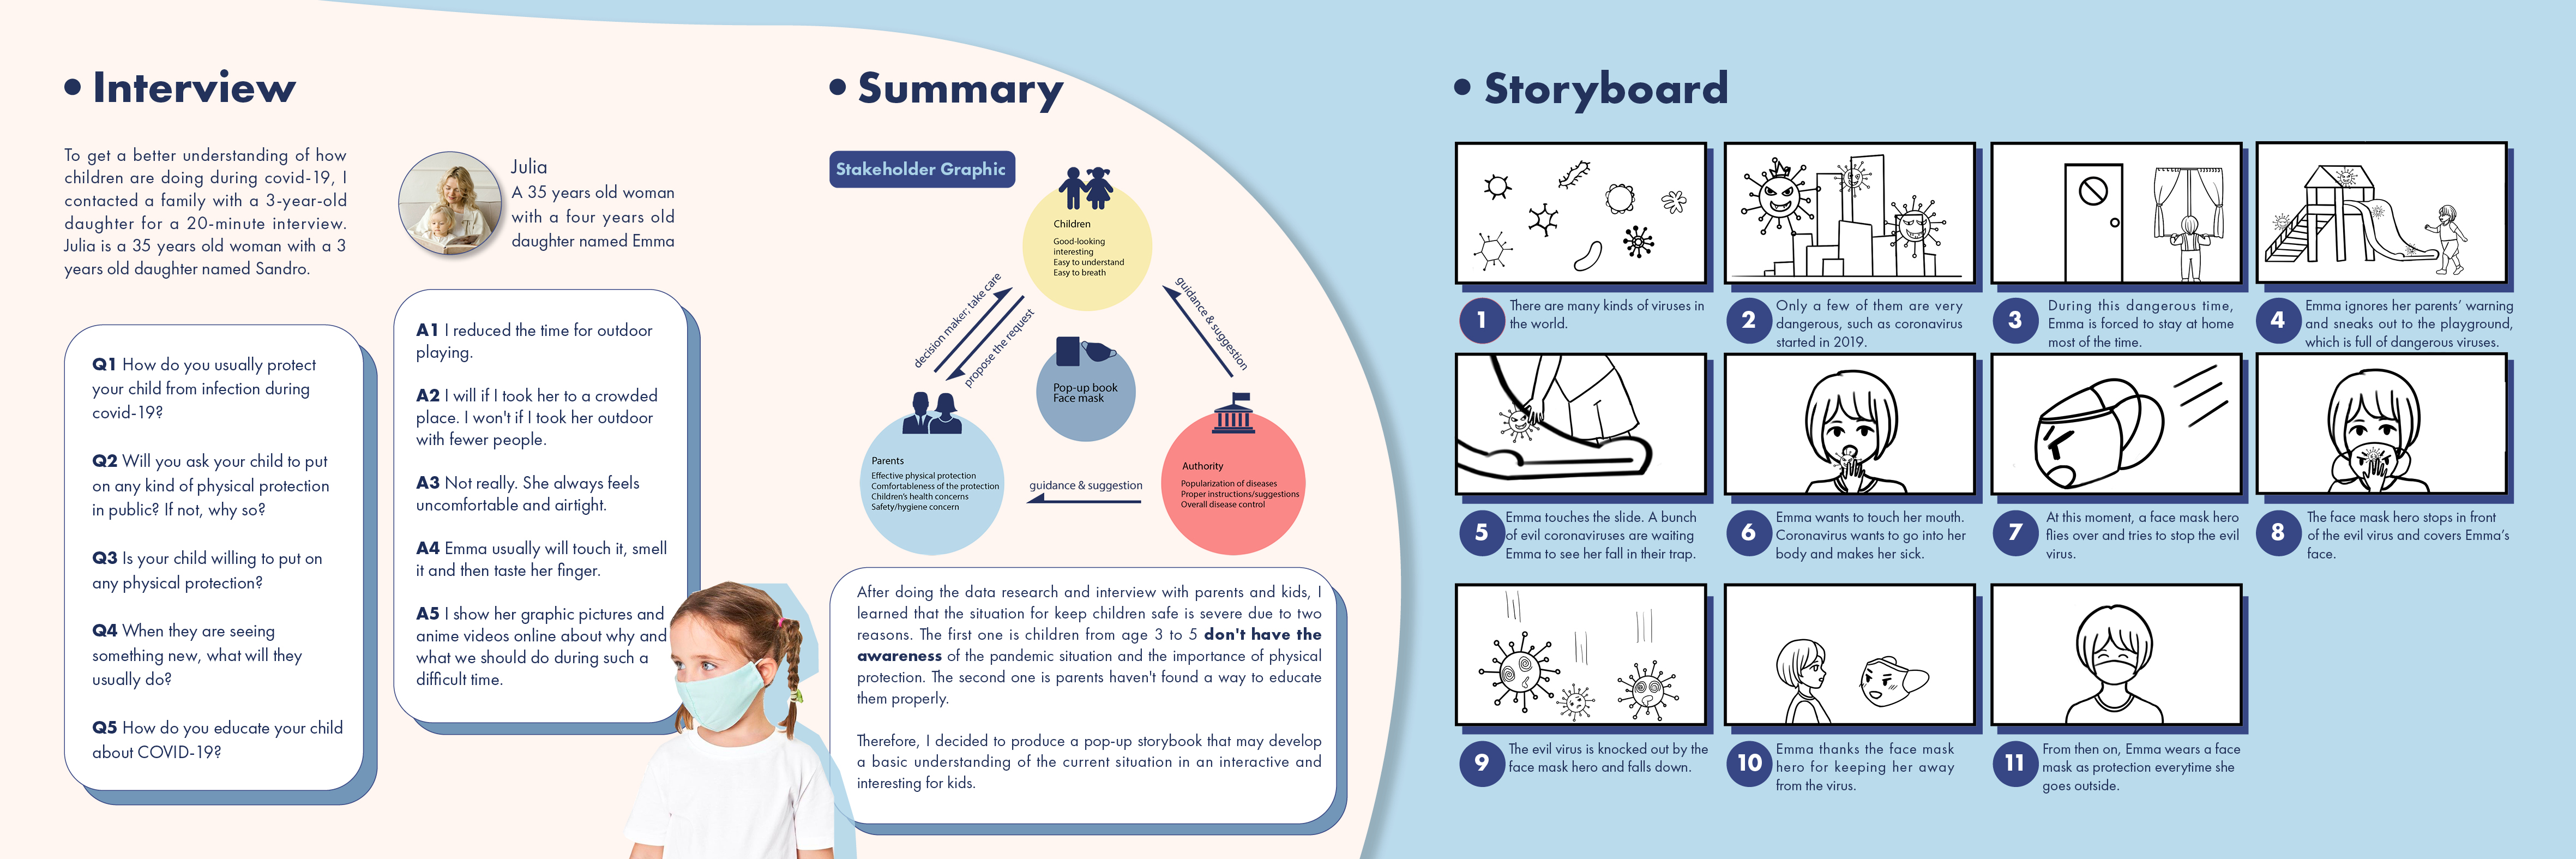 • Interview
To get a better understanding of how
children are doing during covid-19, I
contacted a family with a 3-year-old
daughter for a 20-minute interview.
Julia is a 35 years old woman with a 3
years old daughter named Sandro.
Julia
A 35 years old woman
with a four years old
daughter named Emma
Q1 How do you usually protect
your child from infection during
covid-19?
Q2 Will you ask your child to put
on any kind of physical protection
in public? If not, why so?
Q3 Is your child willing to put on
any physical protection?
Q4 When they are seeing
something new, what will they
usually do?
Q5 How do you educate your child
about COVID-19?
A1 I reduced the time for outdoor
playing.
A2 I will if I took her to a crowded
place. I won't if I took her outdoor
with fewer people.
A3 Not really. She always feels
uncomfortable and airtight.
A4 Emma usually will touch it, smell
it and then taste her finger.
A5 I show her graphic pictures and
anime videos online about why and
what we should do during such a
difficult time.
• Summary
Stakeholder Graphic
Children
Good-looking
interesting
Easy to understand
Easy to breath
decision maker; take care
propose the request
guidance & suggestion
Pop-up book
Face mask
Parents
Effective physical protection
Comfortableness of the protection
Children's health concerns
Safety/hygiene concern
guidance & suggestion
Authority
Popularization of diseases
Proper instructions/suggestions
Overall disease control
After doing the data research and interview with parents and kids, I
learned that the situation for keep children safe is severe due to two
reasons. The first one is children from age 3 to 5 don't have the
awareness of the pandemic situation and the importance of physical
protection. The second one is parents haven't found a way to educate
them properly.
Therefore, I decided to produce a pop-up storybook that may develop
a basic understanding of the current situation in an interactive and
interesting for kids.
• Storyboard
1
There are many kinds of viruses in
the world.
2
Only a few of them are very
dangerous, such as coronavirus
started in 2019.
3
During this dangerous time,
Emma is forced to stay at home
most of the time.
4
Emma ignores her parents' warning
and sneaks out to the playground,
which is full of dangerous viruses.
5
Emma touches the slide. A bunch
of evil coronaviruses are waiting
Emma to see her fall in their trap.
6
Emma wants to touch her mouth.
Coronavirus wants to go into her
body and makes her sick.
7
At this moment, a face mask hero
flies over and tries to stop the evil
virus.
8
The face mask hero stops in front
of the evil virus and covers Emma's
face.
9
The evil virus is knocked out by the
face mask hero and falls down.
10
Emma thanks the face mask
hero for keeping her away
from the virus.
11
From then on, Emma wears a face
mask as protection everytime she
goes outside.